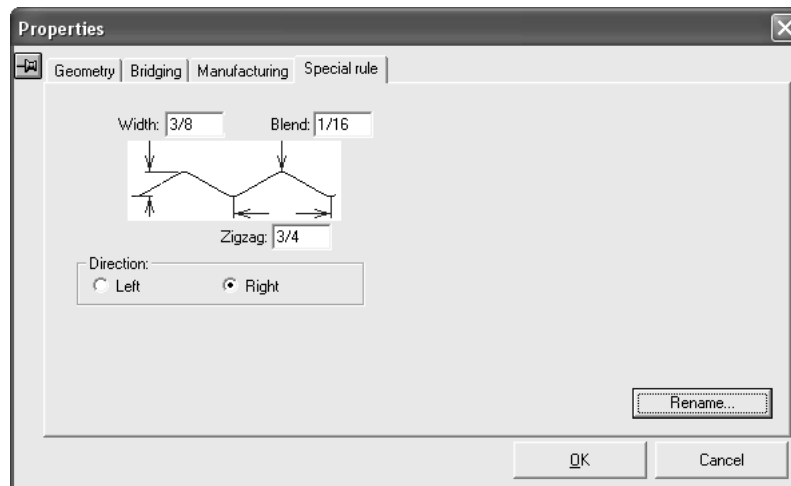 Properties
Geometry Bridging Manufacturing Special rule
Width: 3/8 Blend: 1/16
Zigzag: 3/4
Direction:
Left Right
Rename...
OK Cancel